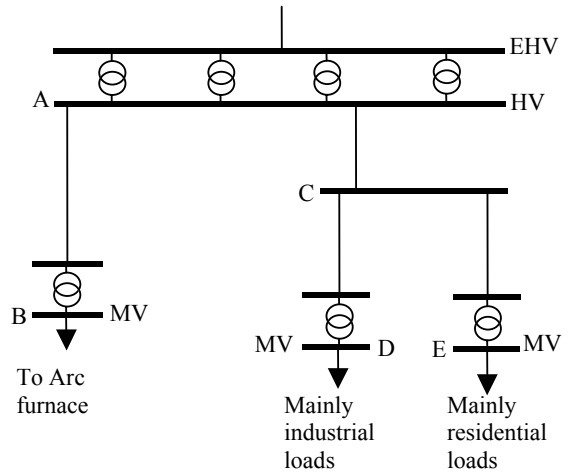 EHV
A
HV
C
B
MV
MV
D
E
MV
To Arc
furnace
Mainly
industrial
loads
Mainly
residential
loads